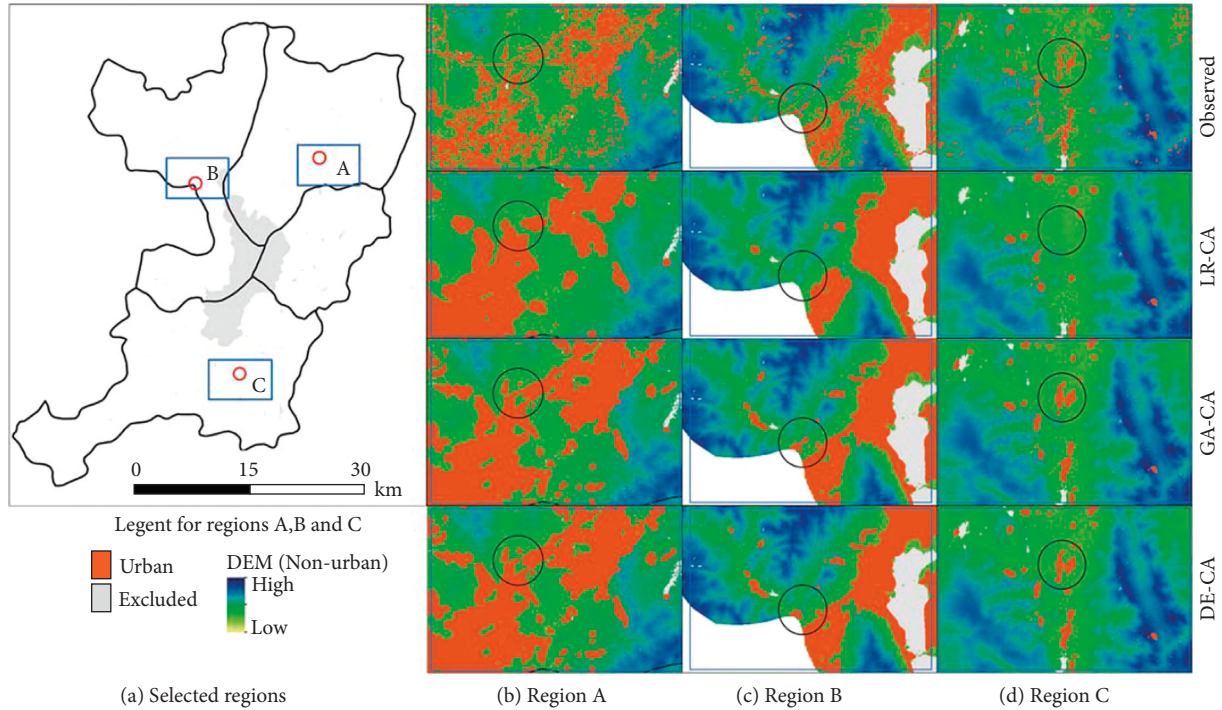 B
A
C
0
15
30
km
Legent for regions A,B and C
Urban
Excluded
DEM (Non-urban)
High
Low
Observed
LR-CA
GA-CA
DE-CA
(a) Selected regions
(b) Region A
(c) Region B
(d) Region C